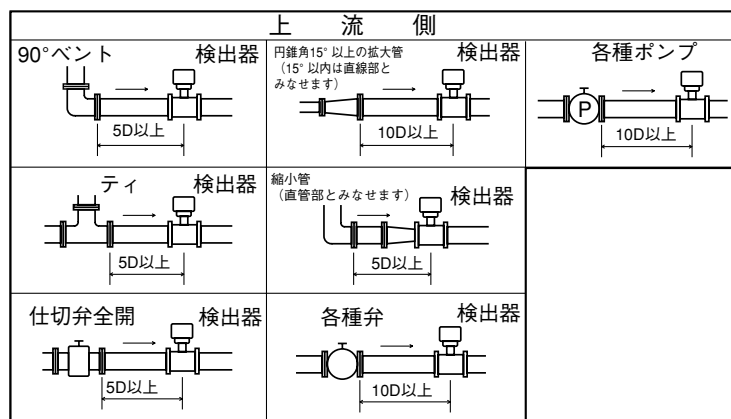 上流側
90°ベント
検出器
5D以上
円錐角15°以上の拡大管
(15°以内は直線部と
みなせます)
検出器
10D以上
各種ポンプ
検出器
P
10D以上
ティ
検出器
5D以上
縮小管
(直管部とみなせます)
検出器
5D以上
仕切弁全開
検出器
5D以上
各種弁
検出器
10D以上